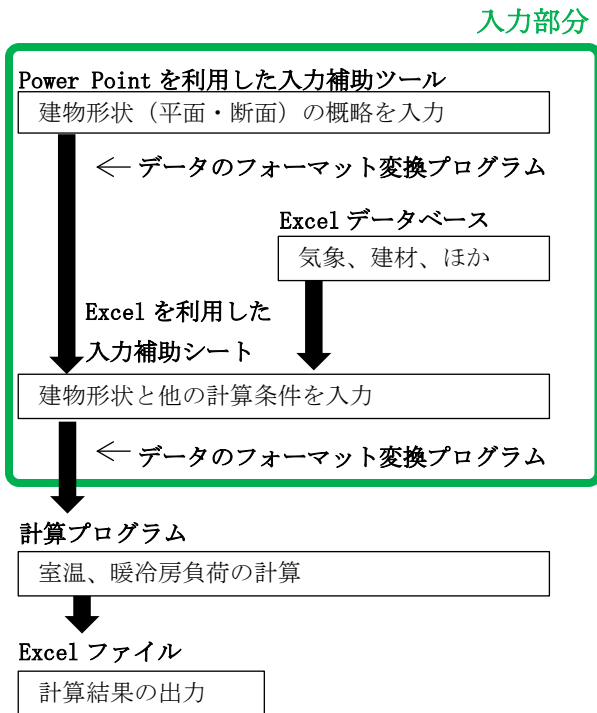 入力部分
Power Point を利用した入力補助ツール
建物形状（平面・断面）の概略を入力
← データのフォーマット変換プログラム
Excel データベース
気象、建材、ほか
Excel を利用した
入力補助シート
建物形状と他の計算条件を入力
← データのフォーマット変換プログラム
計算プログラム
室温、暖冷房負荷の計算
Excel ファイル
計算結果の出力